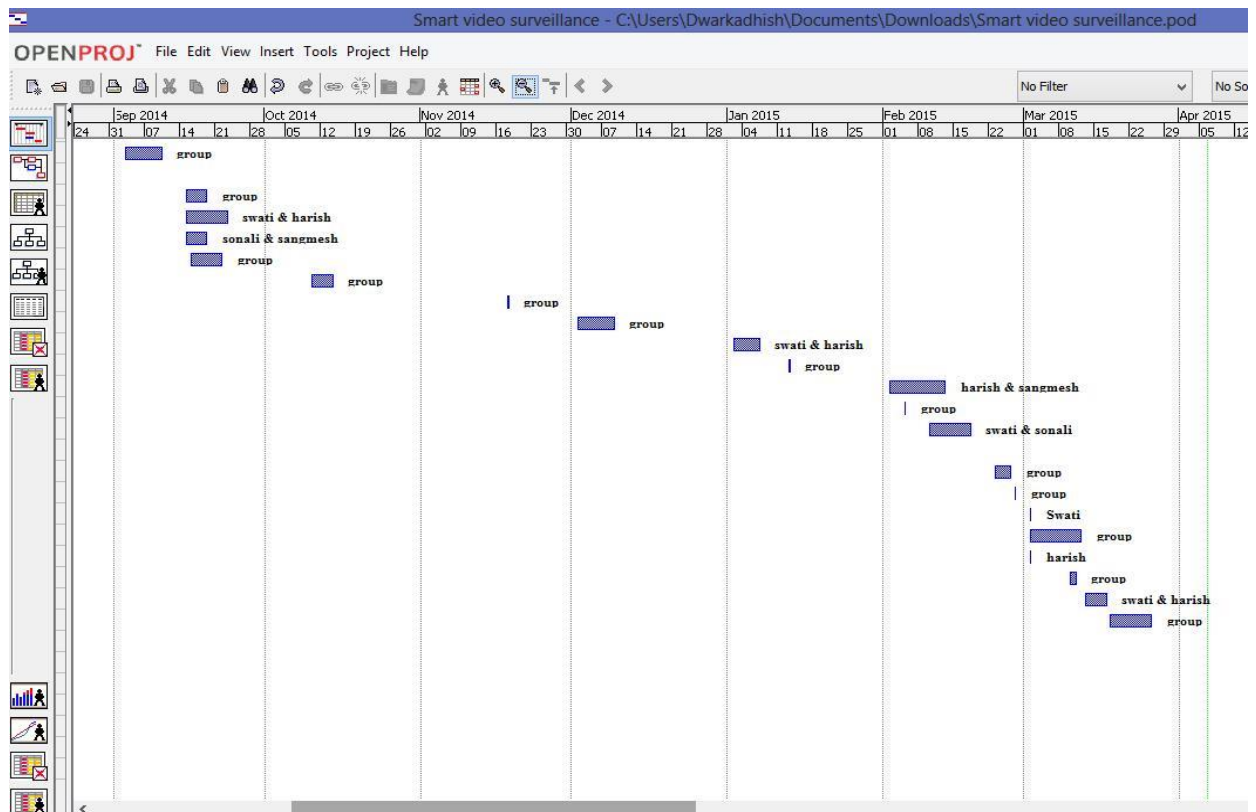 Smart video surveillance - C:\Users\Dwarkadhish\Documents\Downloads\Smart video surveillance.pod
OPENPROJ™ File Edit View Insert Tools Project Help
No Filter No So
Sep 2014 Oct 2014 Nov 2014 Dec 2014 Jan 2015 Feb 2015 Mar 2015 Apr 2015
24 31 07 14 21 28 05 12 19 26 02 09 16 23 30 07 14 21 28 04 11 18 25 01 08 15 22 01 08 15 22 29 05 12
group
group
swati & harish
sonali & sangmesh
group
group
group
group
swati & harish
group
harish & sangmesh
group
swati & sonali
group
group
Swati
group
harish
group
swati & harish
group